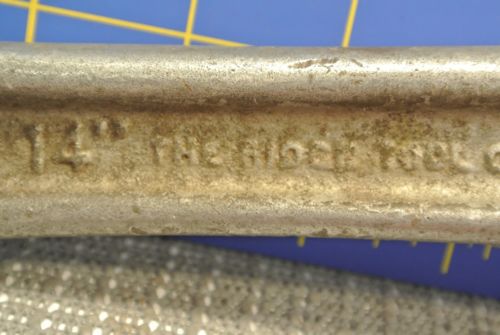 14" THE RIDGE TOOL